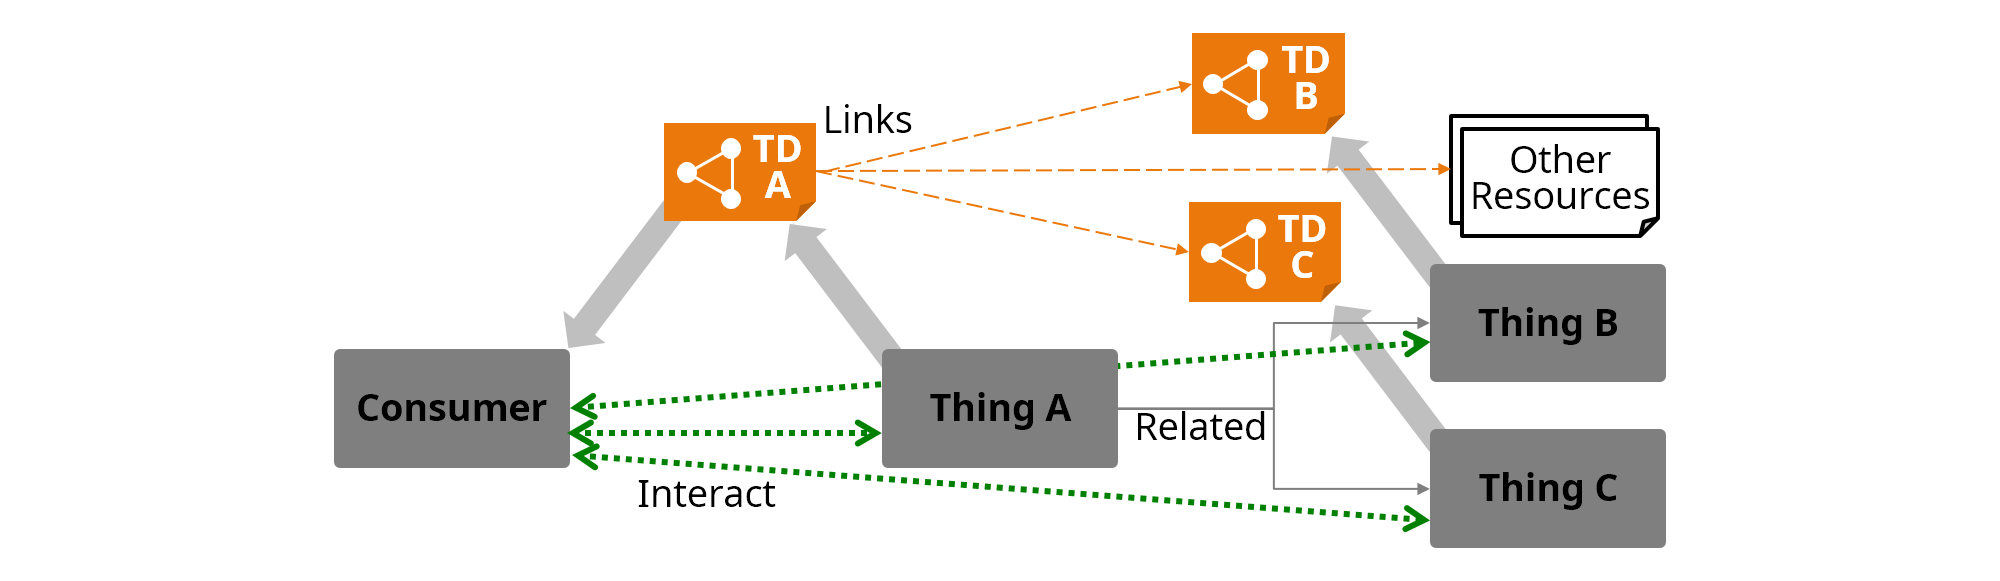 TD
B
Links
TD
A
Other
Resources
TD
C
Thing B
Consumer
Thing A
Related
Interact
Thing C